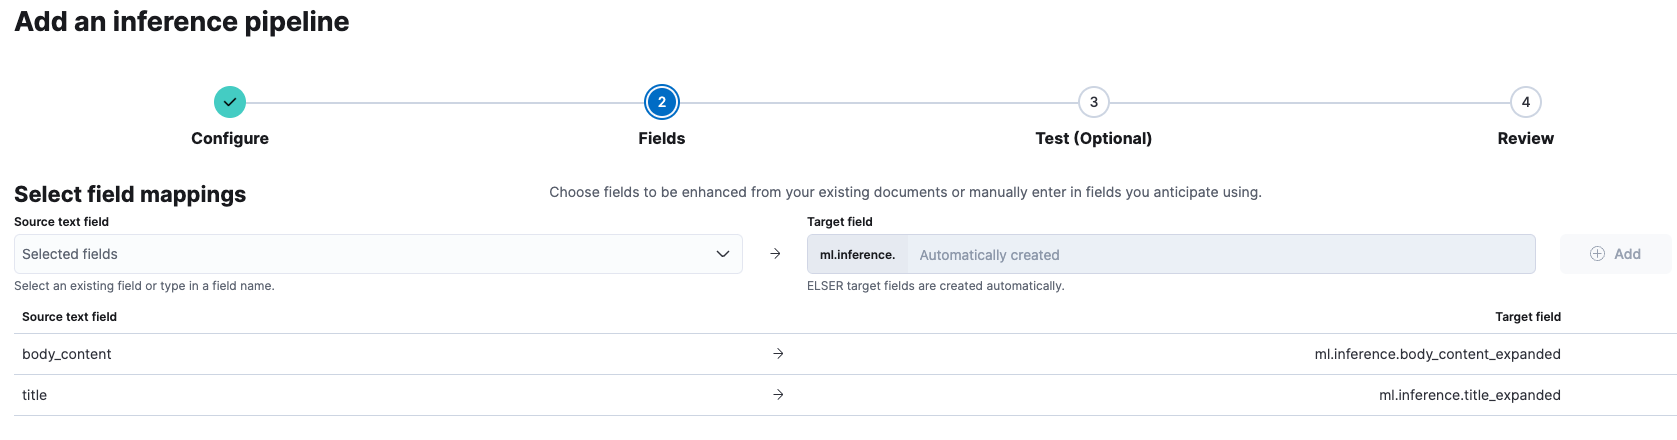 Add an inference pipeline
2
3
4
Configure
Fields
Test (Optional)
Review
Select field mappings
Choose fields to be enhanced from your existing documents or manually enter in fields you anticipate using.
Source text field
Target field
Selected fields
ml.inference. Automatically created
Add
Select an existing field or type in a field name.
ELSER target fields are created automatically.
Source text field
Target field
body_content
ml.inference.body_content_expanded
title
ml.inference.title_expanded